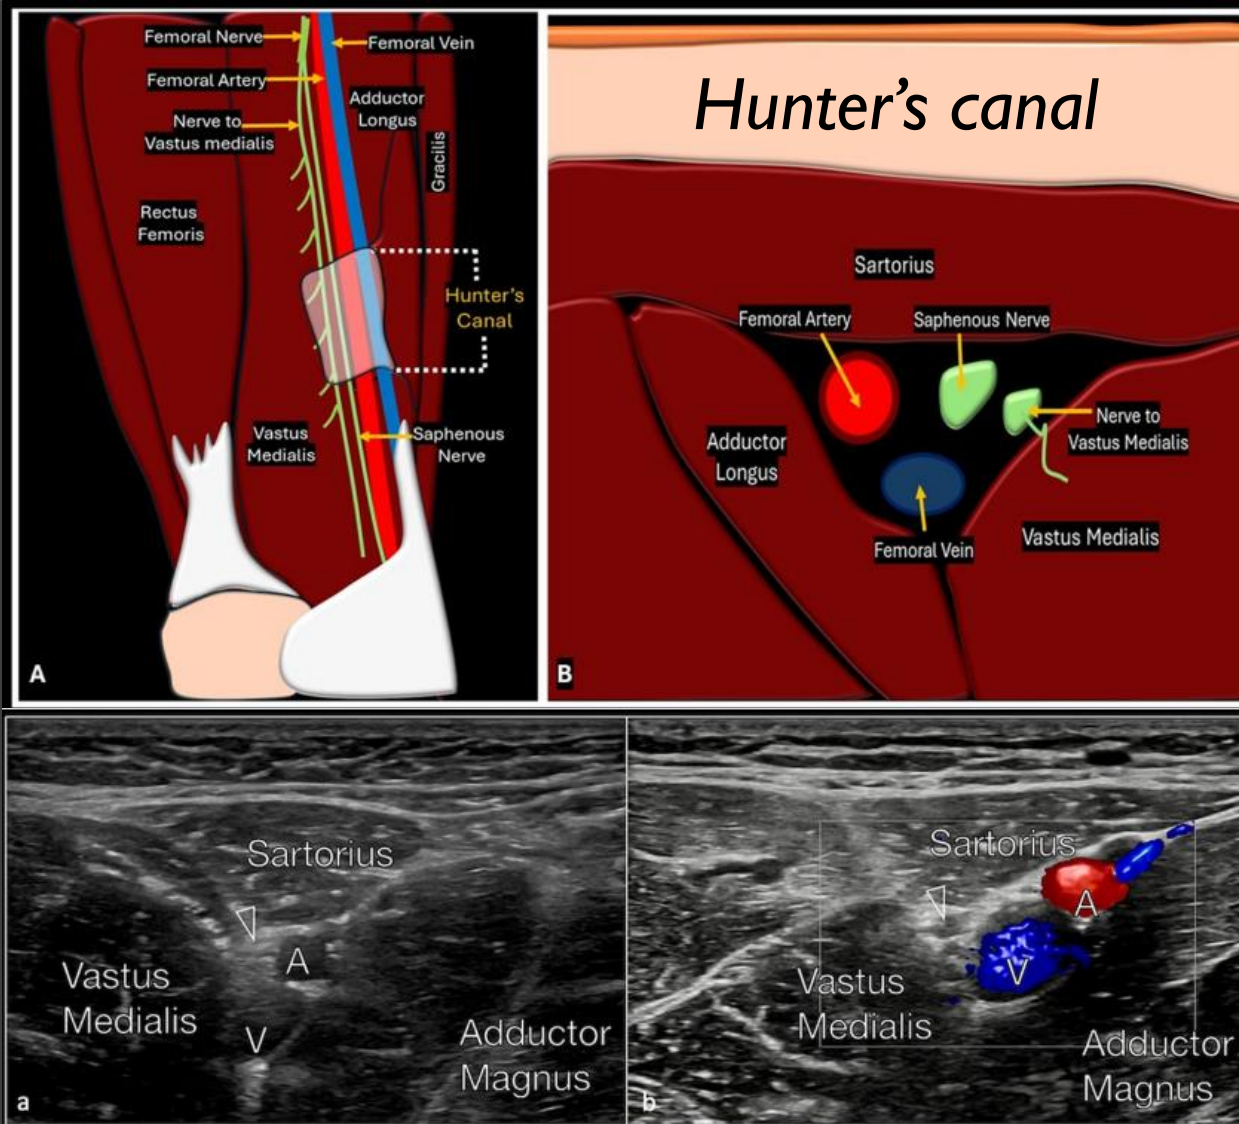 Femoral Nerve
Femoral Vein
Femoral Artery
Adductor
Longus
Nerve to
Vastus medialis
Gracilis
Rectus
Femoris
Hunter's
Canal
Vastus
Medialis
Saphenous
Nerve
A
Hunter's canal
Sartorius
Femoral Artery
Saphenous Nerve
Nerve to
Vastus Medialis
Adductor
Longus
Vastus Medialis
Femoral Vein
B
Sartorius
A
Vastus
Medialis
V
Adductor
Magnus
a
Sartorius
A
V
Vastus
Medialis
Adductor
Magnus
b